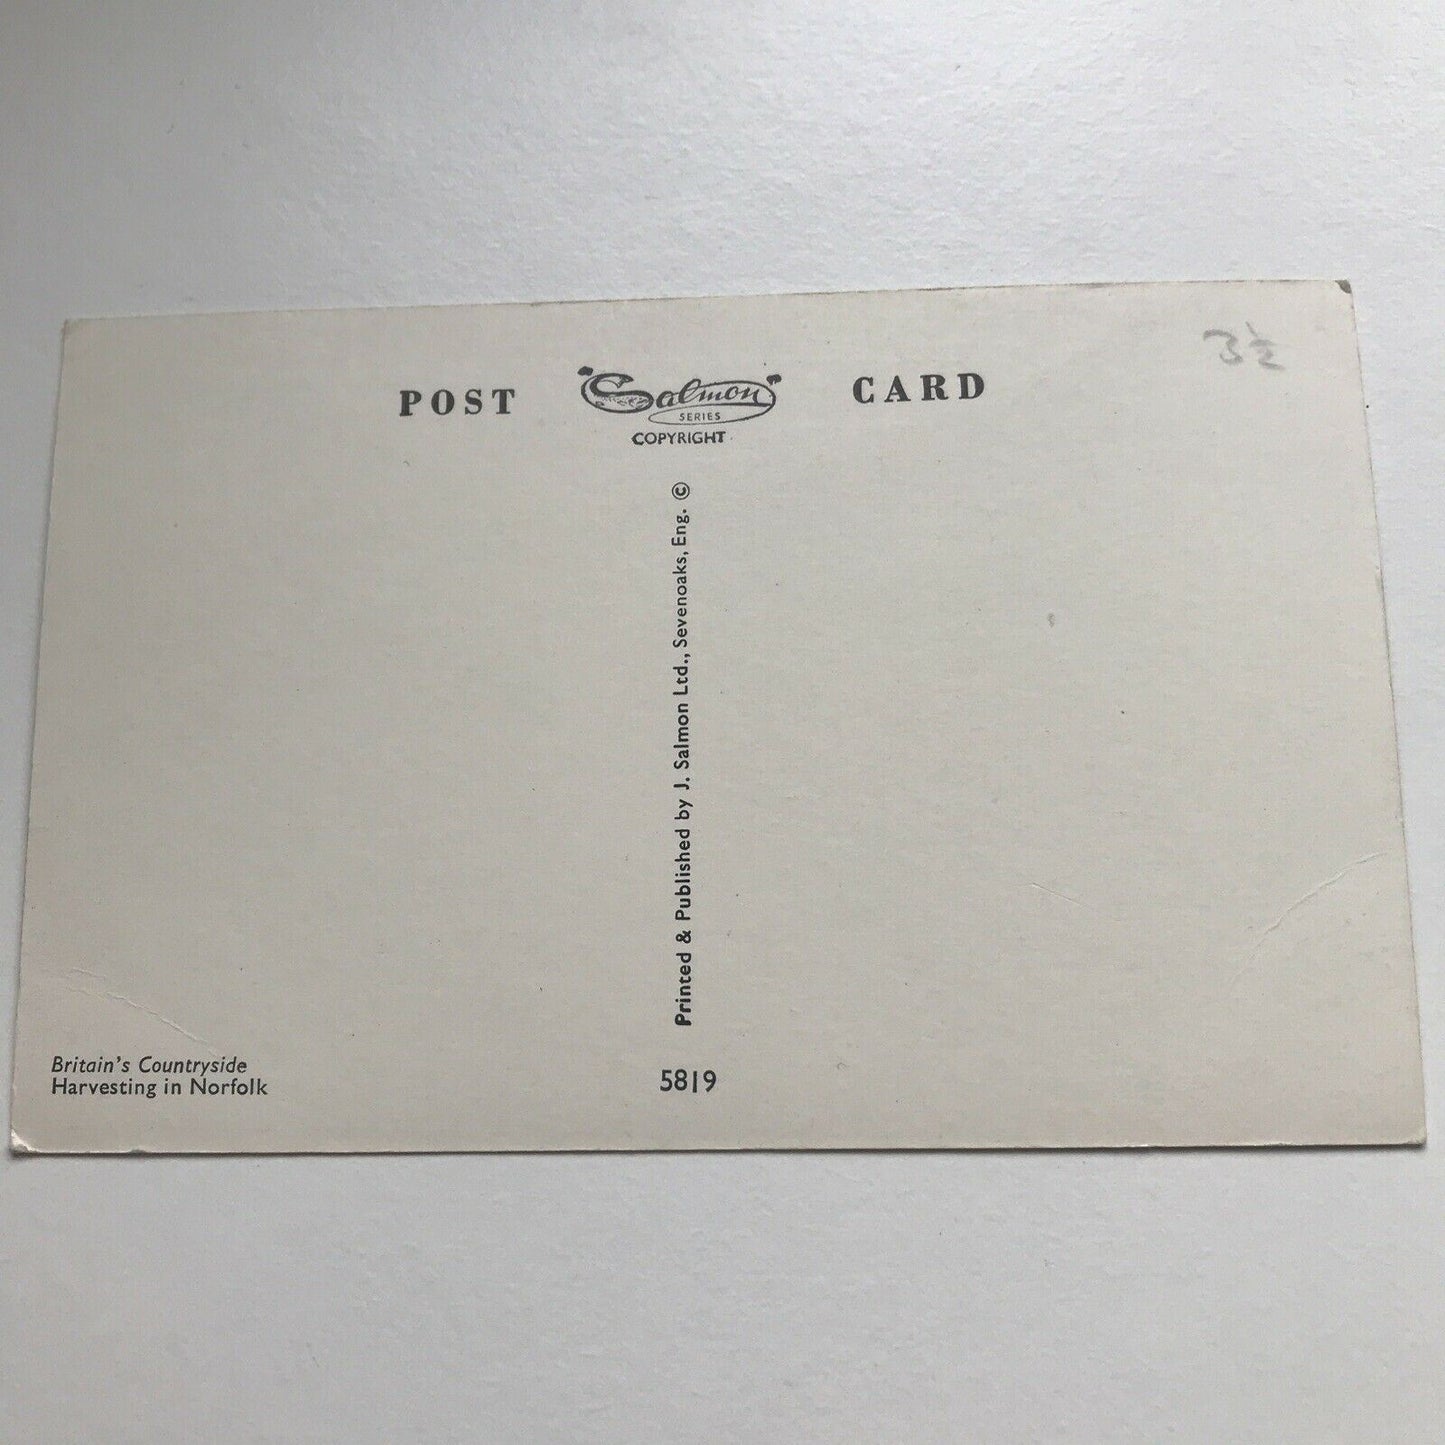 3½
POST Salmon CARD
SERIES
COPYRIGHT
Printed & Published by J. Salmon Ltd., Sevenoaks, Eng. ©
Britain's Countryside
Harvesting in Norfolk
5819